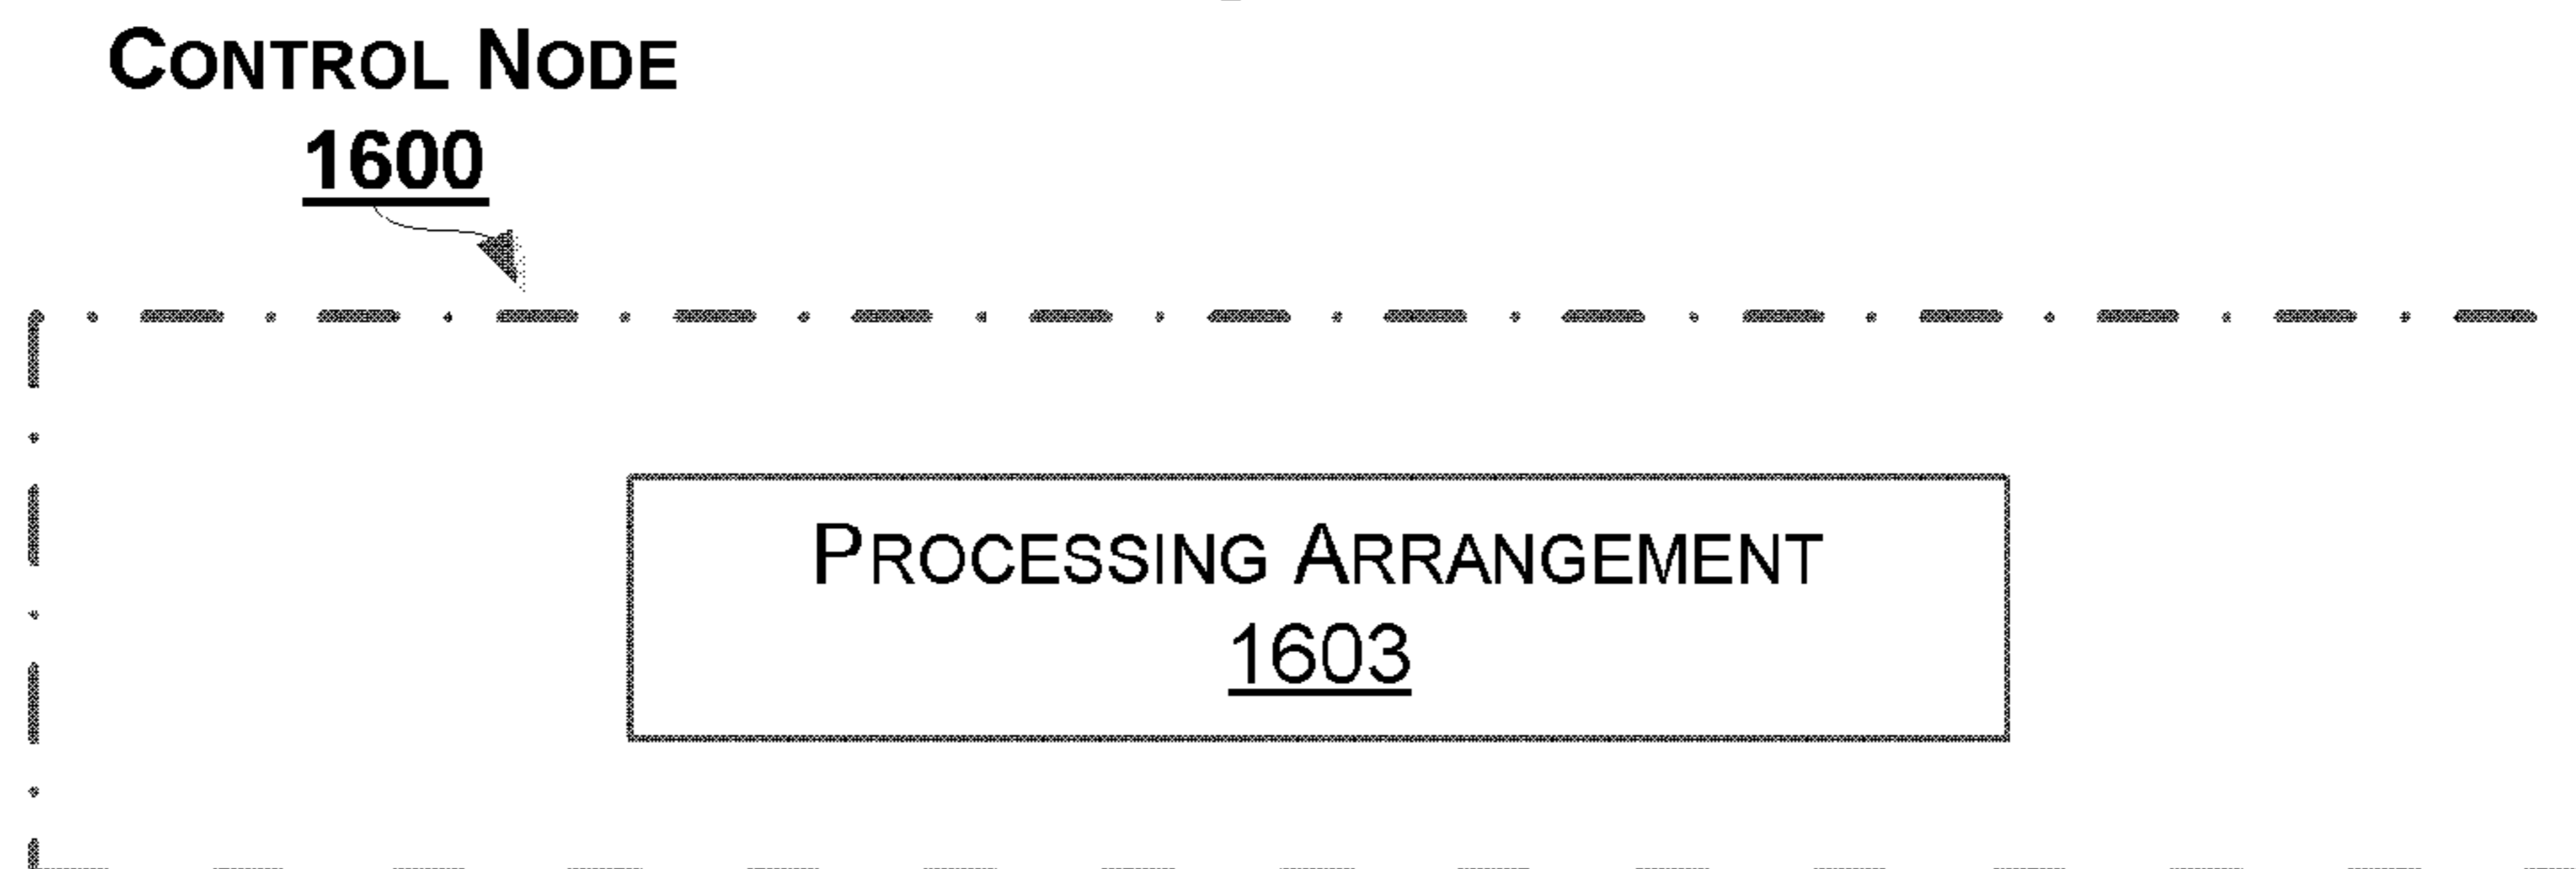 CONTROL NODE
1600
PROCESSING ARRANGEMENT
1603